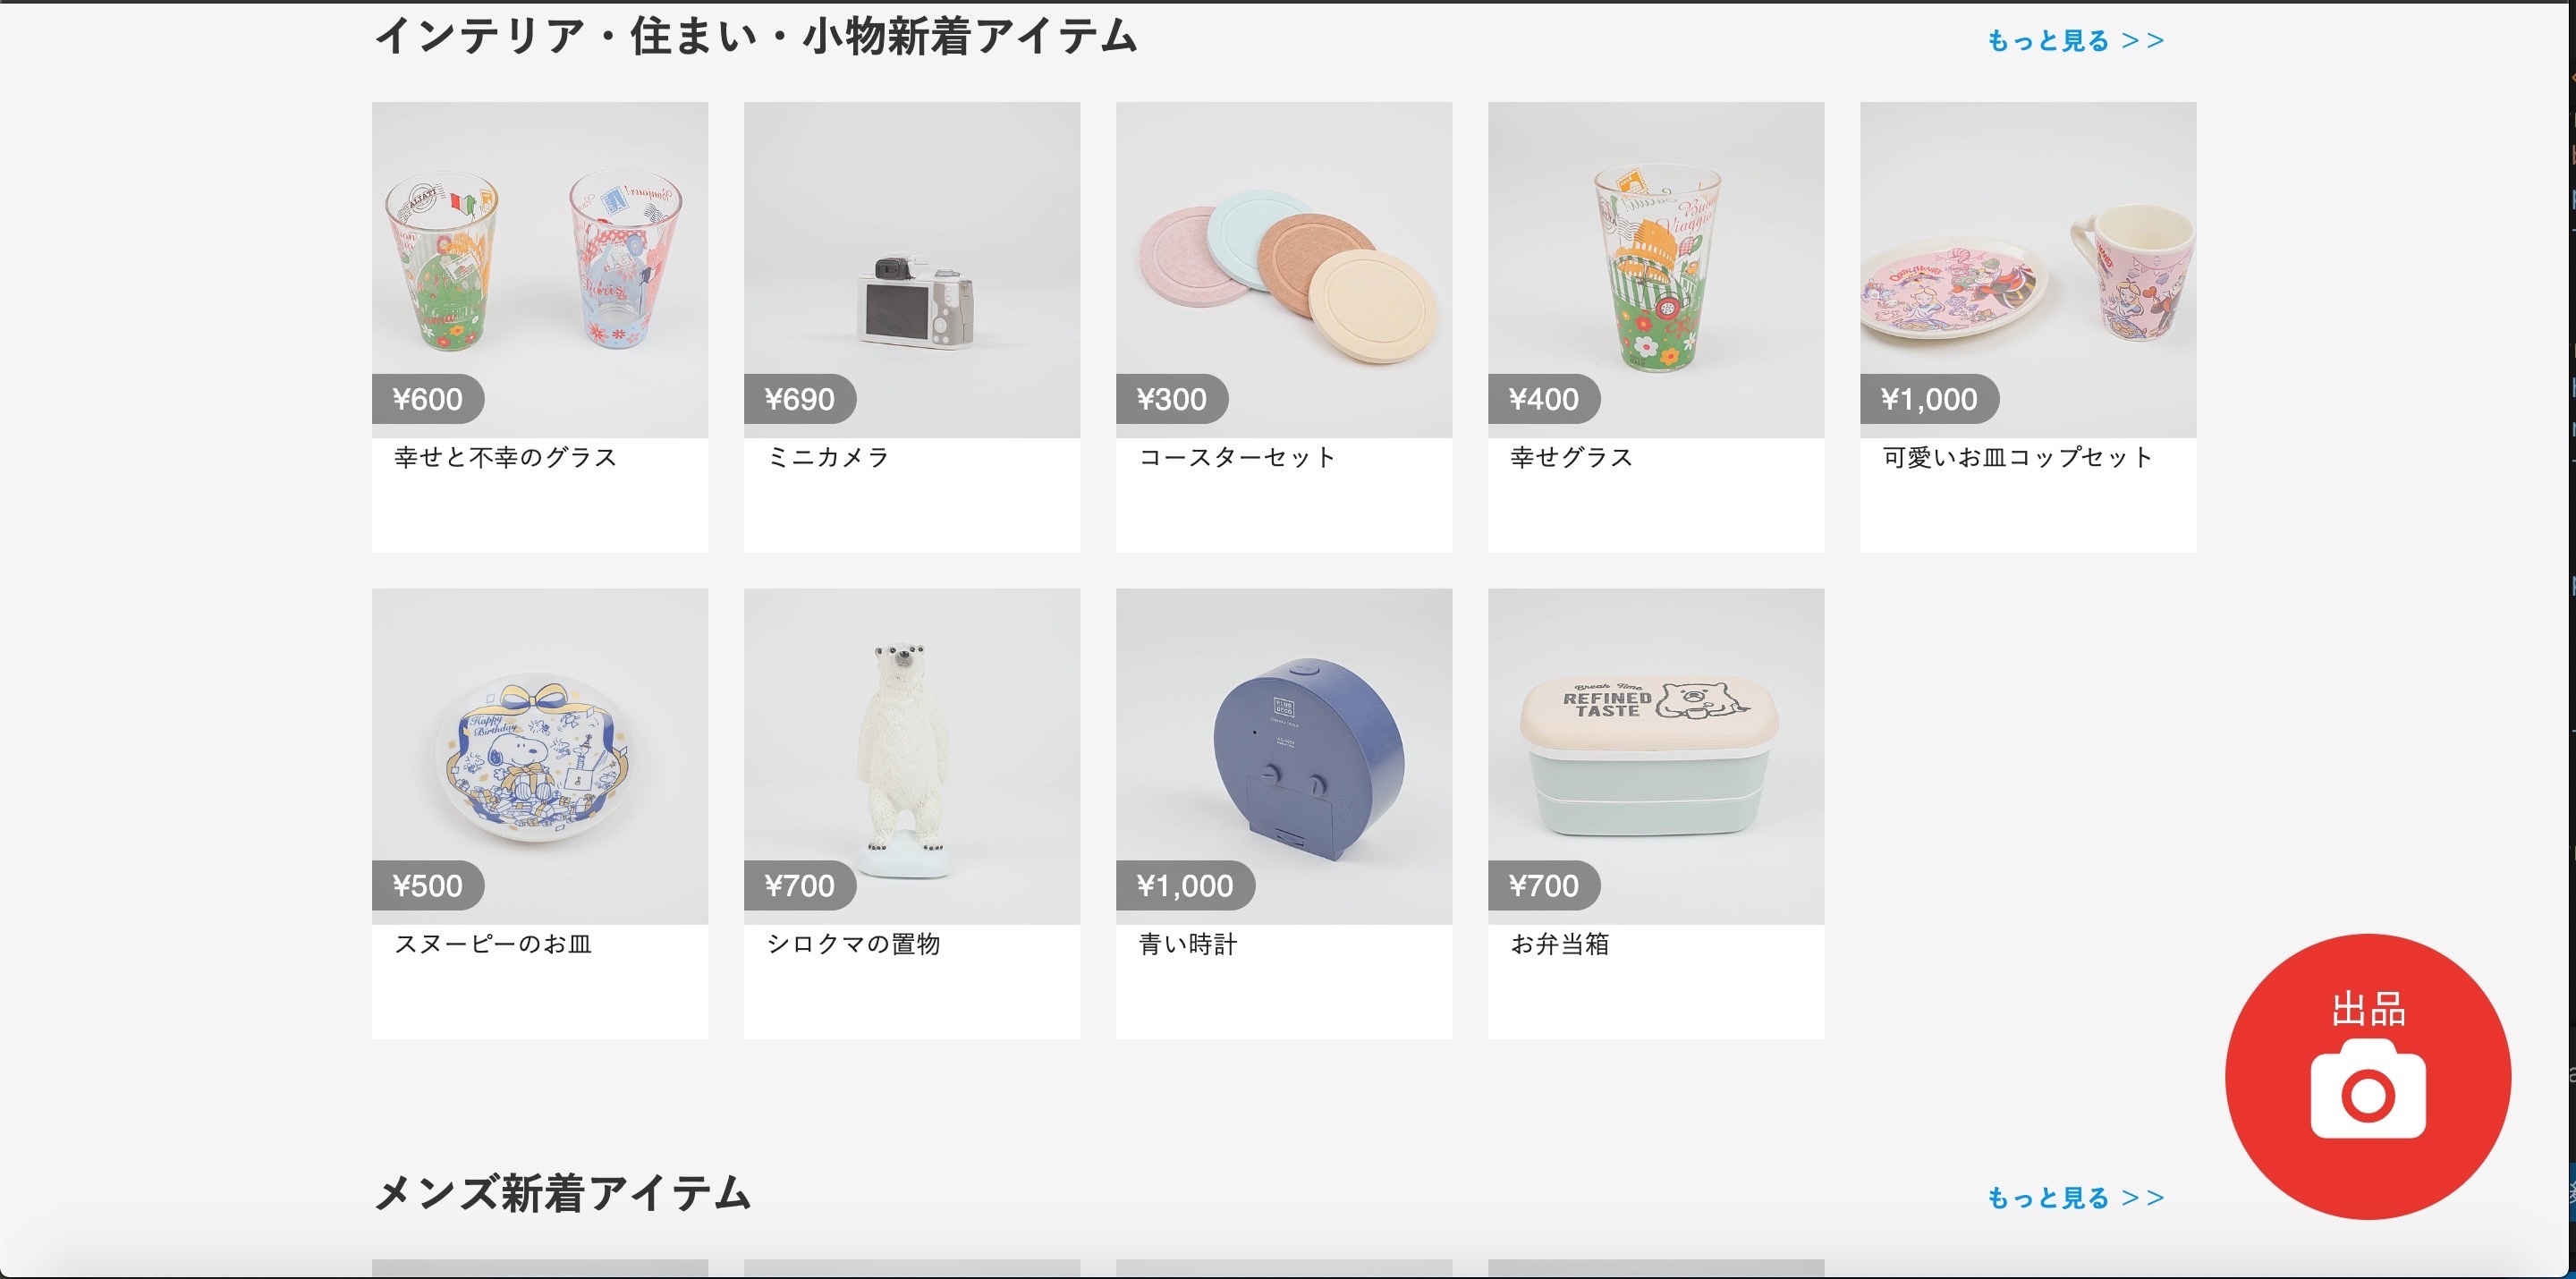 インテリア・住まい・小物新着アイテム
もっと見る >>
¥600
¥690
¥300
¥400
¥1,000
幸せと不幸のグラス
ミニカメラ
コースターセット
幸せグラス
可愛いお皿コップセット
Happy
Birthday
Break Time
REFINED
TASTE
¥500
¥700
¥1,000
¥700
スヌーピーのお皿
シロクマの置物
青い時計
お弁当箱
出品
メンズ新着アイテム
もっと見る >>